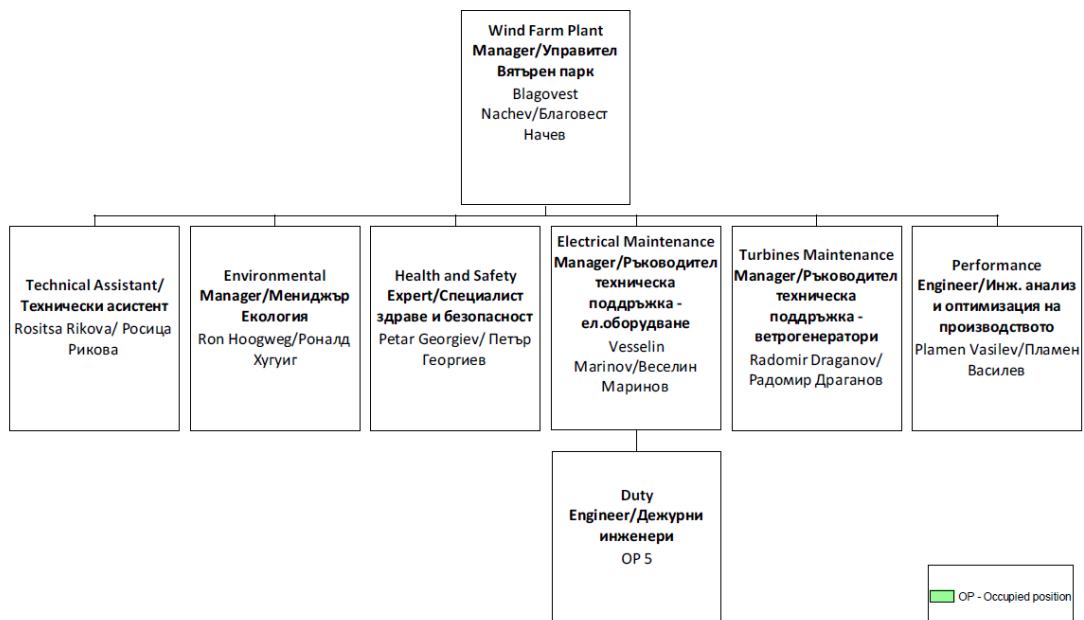 Wind Farm Plant
Manager/Управител
Вятърен парк
Blagovest
Nachev/Благовест
Начев
Technical Assistant/
Технически асистент
Rositsa Rikova/ Росица
Рикова
Environmental
Manager/Мениджър
Екология
Ron Hoogweg/Роналд
Хугуиг
Health and Safety
Expert/Специалист
здраве и безопасност
Petar Georgiev/ Петър
Георгиев
Electrical Maintenance
Manager/Ръководител
техническа
поддръжка -
ел.оборудване
Vesselin
Marinov/Веселин
Маринов
Turbines Maintenance
Manager/Ръководител
техническа
поддръжка -
ветрогенератори
Radomir Draganov/
Радомир Драганов
Performance
Engineer/Инж. анализ
и оптимизация на
производството
Plamen Vasilev/Пламен
Василев
Duty
Engineer/Дежурни
инженери
OP 5
OP - Occupied position